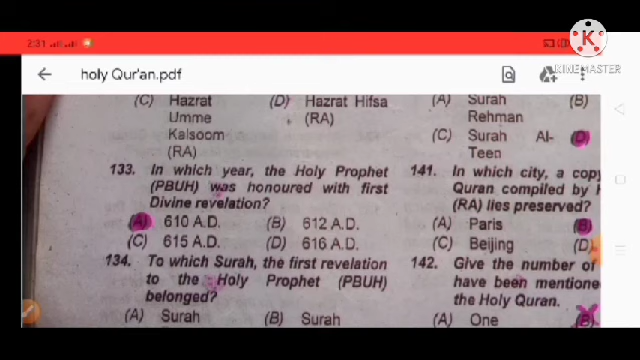 2:31
KINEMASTER
holy Qur'an.pdf
(C) Hazrat Umme Kalsoom (RA)
(D) Hazrat Hifsa (RA)
133. In which year, the Holy Prophet
(PBUH) was honoured with first
Divine revelation?
(A) 610 A.D. (B) 612 A.D.
(C) 615 A.D. (D) 616 A.D.
134. To which Surah, the first revelation
to the Holy Prophet (PBUH)
belonged?
(A) Surah (B) Surah
(A) Surah Rehman
(B)
(C) Surah Al-Teen
(D)
141. In which city, a copy
Quran compiled by H
(RA) lies preserved?
(A) Paris (B)
(C) Beijing (D)
142. Give the number of
have been mentione
the Holy Quran.
(A) One (B)